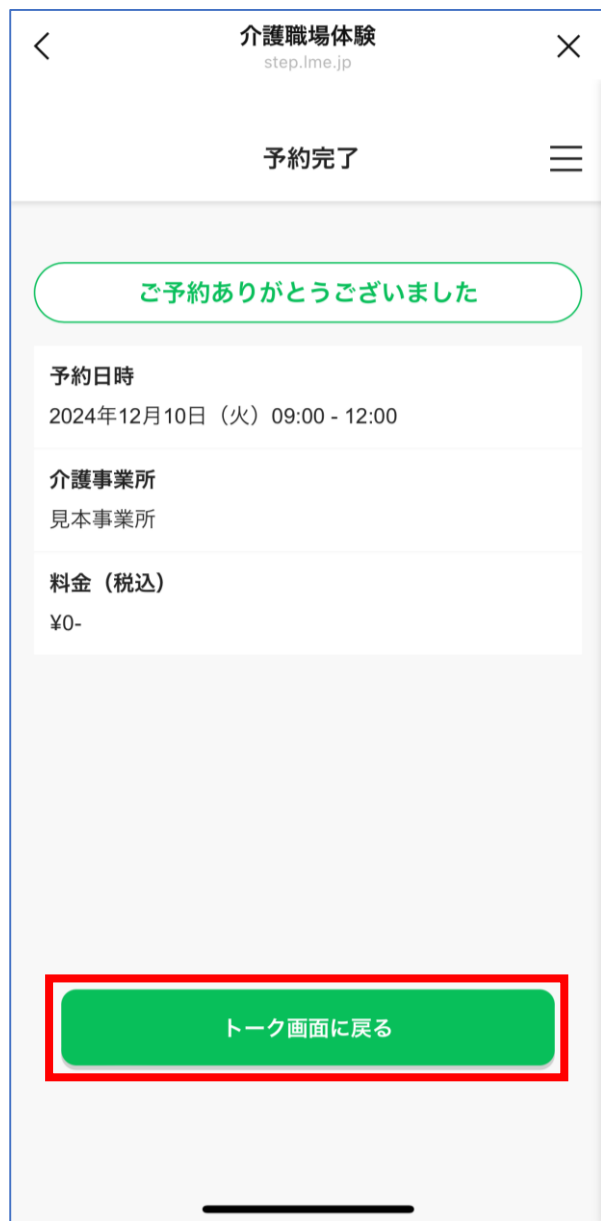 介護職場体験
step.lme.jp
予約完了
ご予約ありがとうございました
予約日時
2024年12月10日（火）09:00 - 12:00
介護事業所
見本事業所
料金（税込）
¥0-
トーク画面に戻る